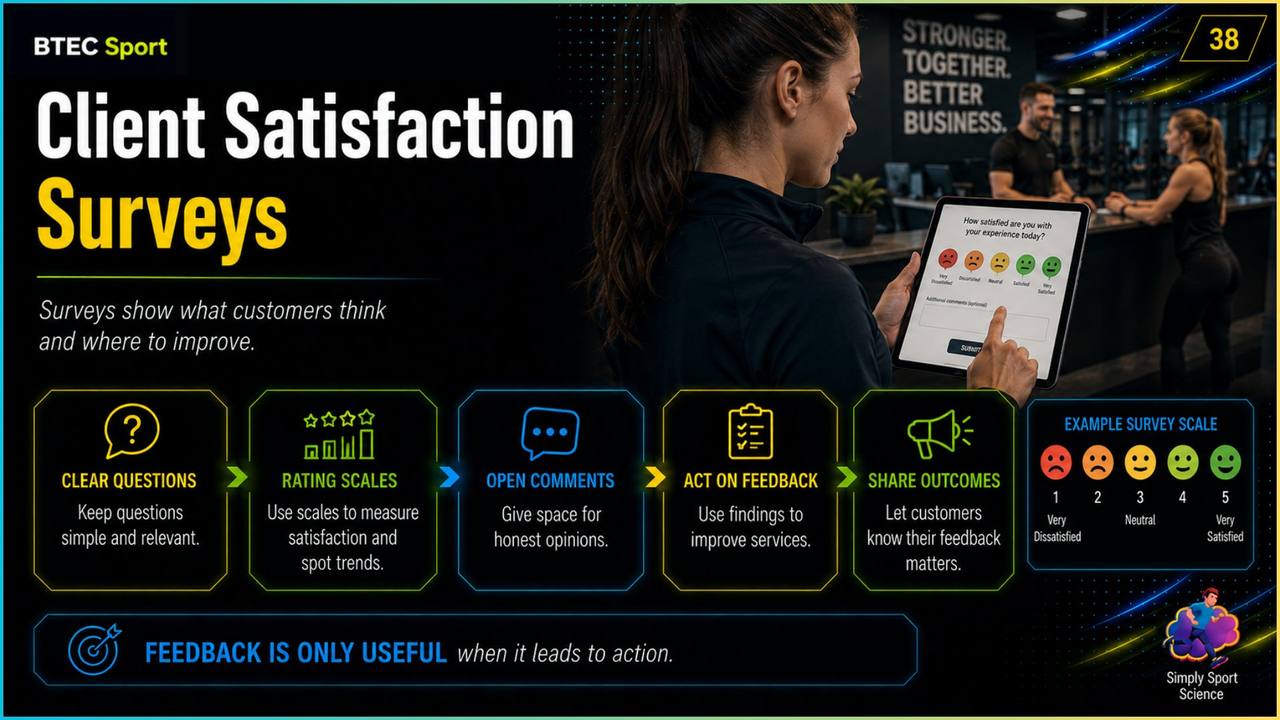 BTEC Sport
38
Client Satisfaction
Surveys
Surveys show what customers think
and where to improve.
STRONGER.
TOGETHER.
BETTER
BUSINESS.
How satisfied are you with
your experience today?
Very
Dissatisfied
Dissatisfied
Neutral
Satisfied
Very
Satisfied
Additional comments (optional)
SUBMIT
CLEAR QUESTIONS
Keep questions
simple and relevant.
RATING SCALES
Use scales to measure
satisfaction and
spot trends.
OPEN COMMENTS
Give space for
honest opinions.
ACT ON FEEDBACK
Use findings to
improve services.
SHARE OUTCOMES
Let customers
know their feedback
matters.
EXAMPLE SURVEY SCALE
1 2 3 4 5
Very
Dissatisfied
Neutral
Very
Satisfied
FEEDBACK IS ONLY USEFUL when it leads to action.
Simply Sport
Science